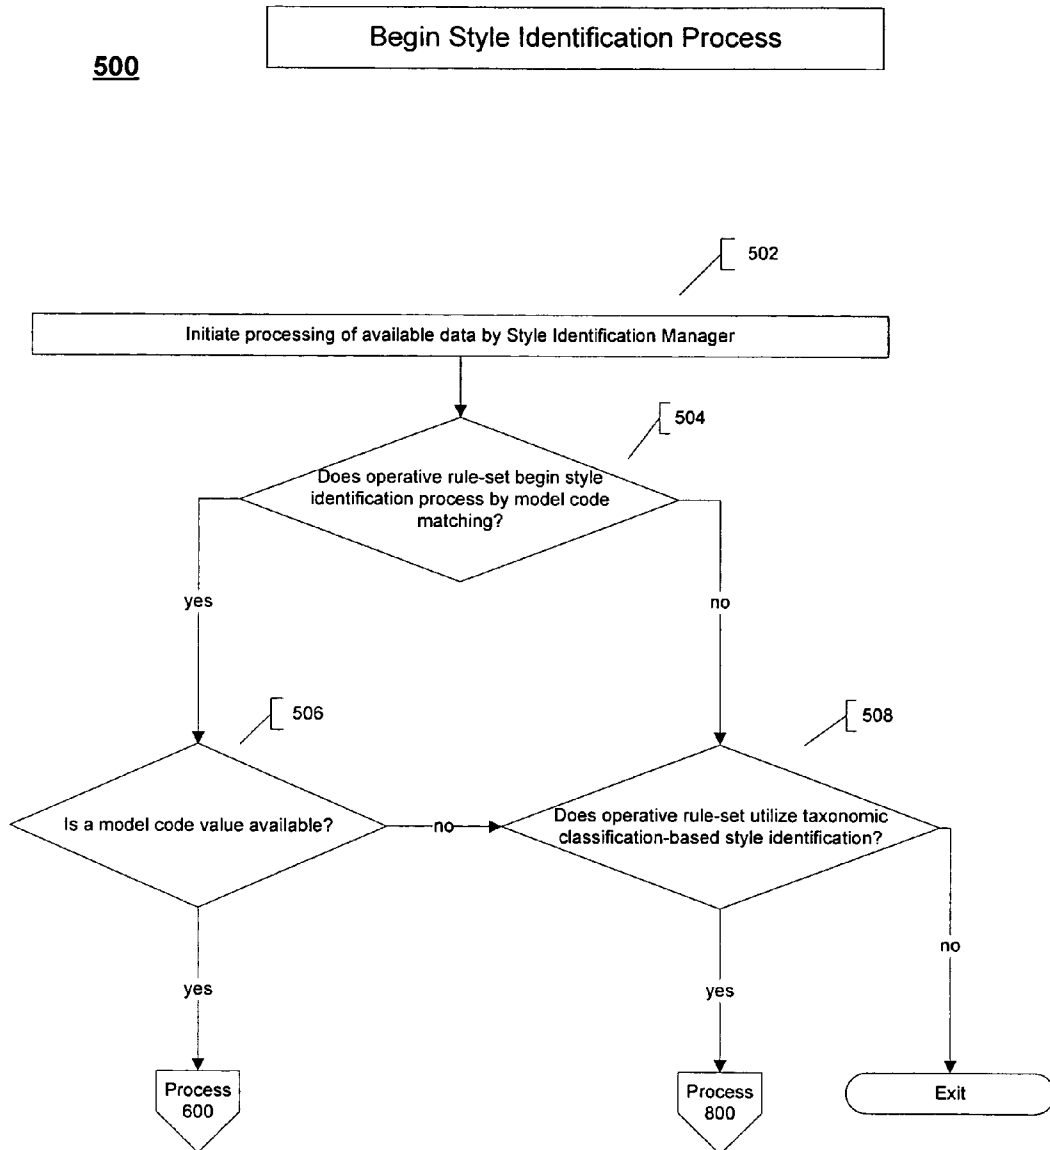 Begin Style Identification Process
500
502
Initiate processing of available data by Style Identification Manager
504
Does operative rule-set begin style
identification process by model code
matching?
yes
no
506
508
Is a model code value available?
no
Does operative rule-set utilize taxonomic
classification-based style identification?
no
yes
yes
Process
600
Process
800
Exit